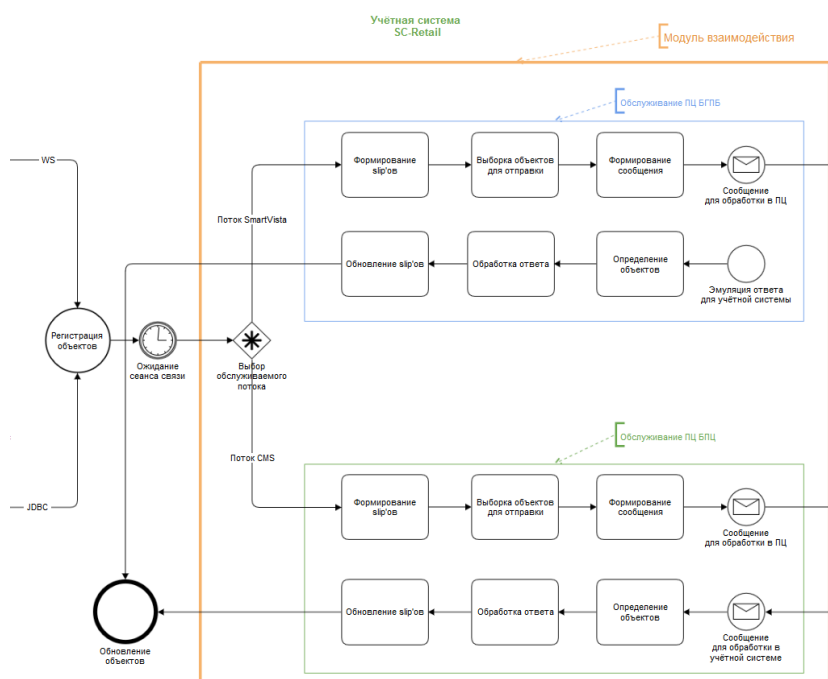 Учётная система
SC-Retail
Модуль взаимодействия
Обслуживание ПЦ БГПБ
WS
Формирование
slip'ов
Выборка объектов
для отправки
Формирование
сообщения
Сообщение
для обработки в ПЦ
Поток SmartVista
Обновление slip'ов
Обработка ответа
Определение
объектов
Эмуляция ответа
для учётной системы
Регистрация
объектов
Ожидание
сеанса связи
Выбор
обслуживаемого
потока
Обслуживание ПЦ БПЦ
Поток CMS
JDBC
Формирование
slip'ов
Выборка объектов
для отправки
Формирование
сообщения
Сообщение
для обработки в ПЦ
Обновление slip'ов
Обработка ответа
Определение
объектов
Сообщение
для обработки в
учётной системе
Обновление
объектов